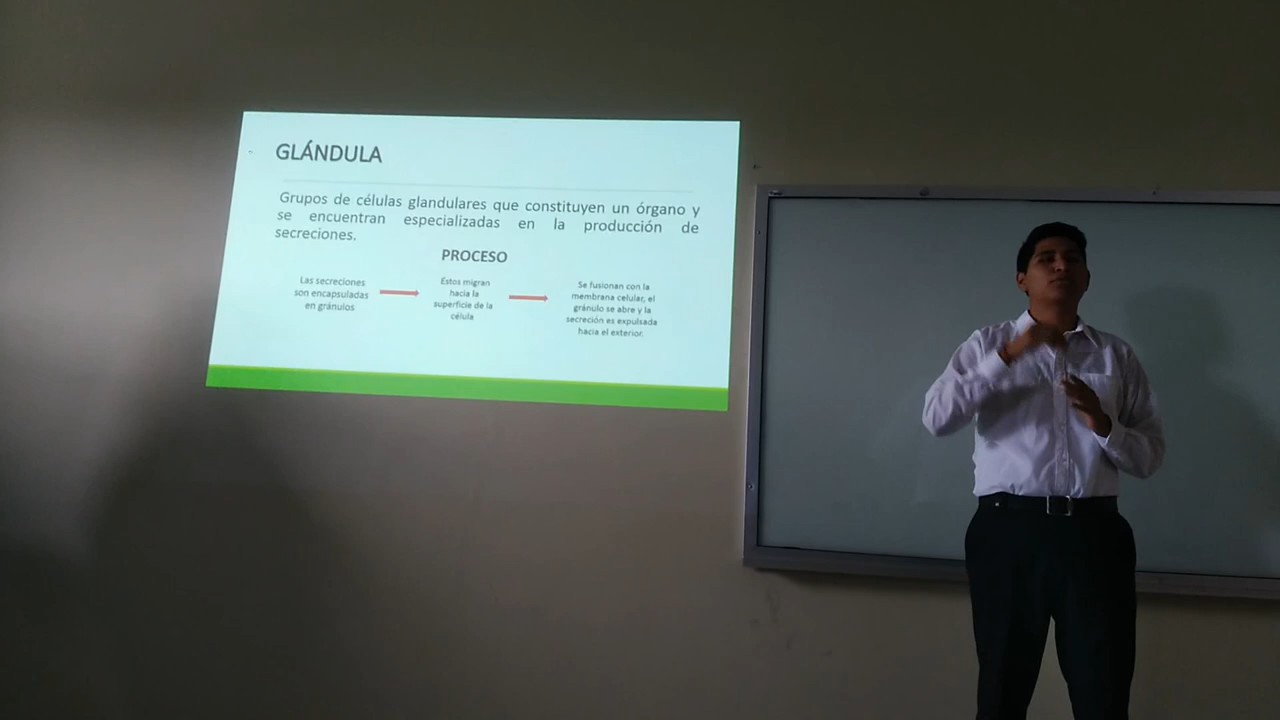 GLÁNDULA
Grupos de células glandulares que constituyen un órgano y
se encuentran especializadas en la producción de
secreciones.
PROCESO
Las secreciones
son encapsuladas
en gránulos
Estos migran
hacia la
superficie de la
célula
Se fusionan con la
membrana celular, el
gránulo se abre y la
secreción es expulsada
hacia el exterior.